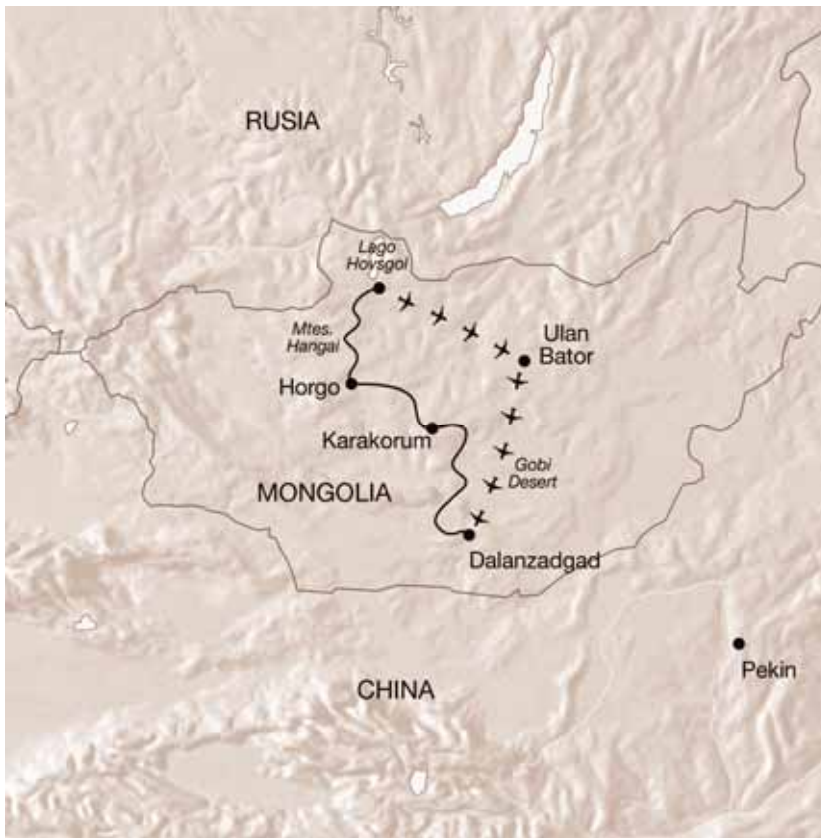 RUSIA
Lago
Hovsgol
Mtes.
Hangai
Ulan
Bator
Horgo
Karakorum
Gobi
Desert
MONGOLIA
Dalanzadgad
Pekin
CHINA